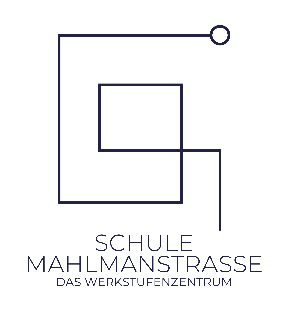 SCHULE
MAHLMANSTRASSE
DAS WERKSTUFENZENTRUM